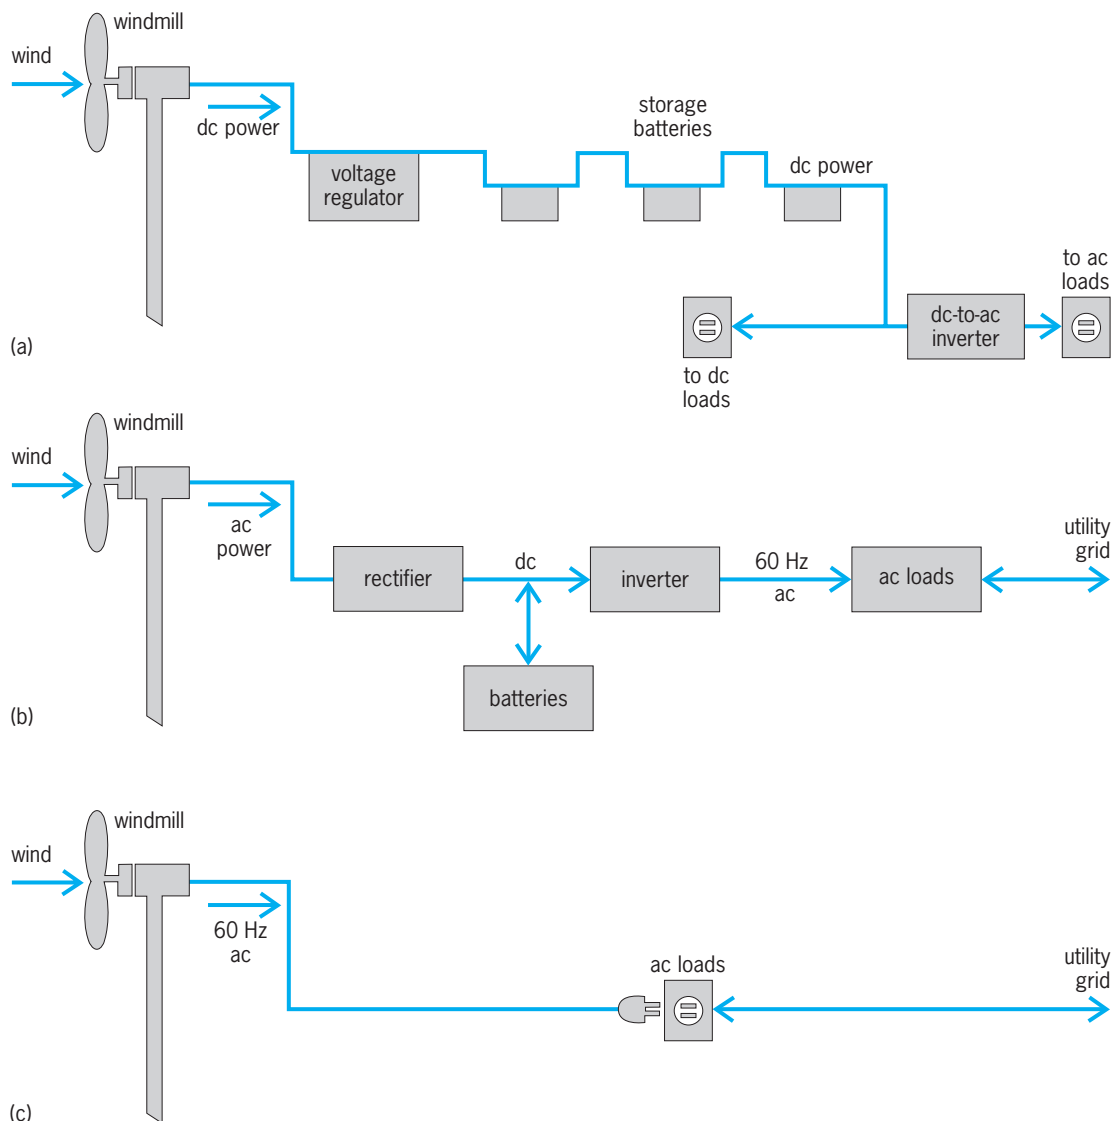 windmill
wind
dc power
voltage
regulator
storage
batteries
dc power
to ac
loads
dc-to-ac
inverter
to dc
loads
(a)
windmill
wind
ac
power
rectifier
dc
inverter
60 Hz
ac
ac loads
utility
grid
batteries
(b)
windmill
wind
60 Hz
ac
ac loads
utility
grid
(c)